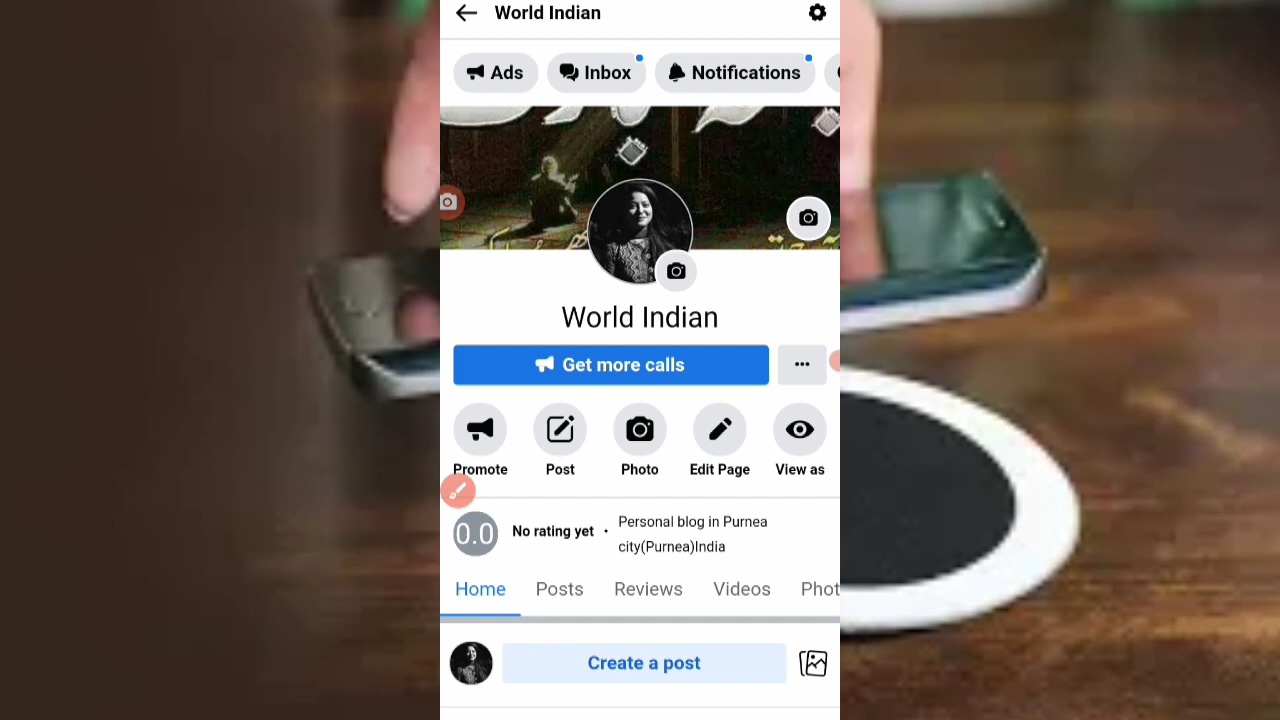 World Indian
Ads
Inbox
Notifications
World Indian
Get more calls
Promote
Post
Photo
Edit Page
View as
0.0
No rating yet
·
Personal blog in Purnea
city(Purnea)India
Home
Posts
Reviews
Videos
Phot
Create a post